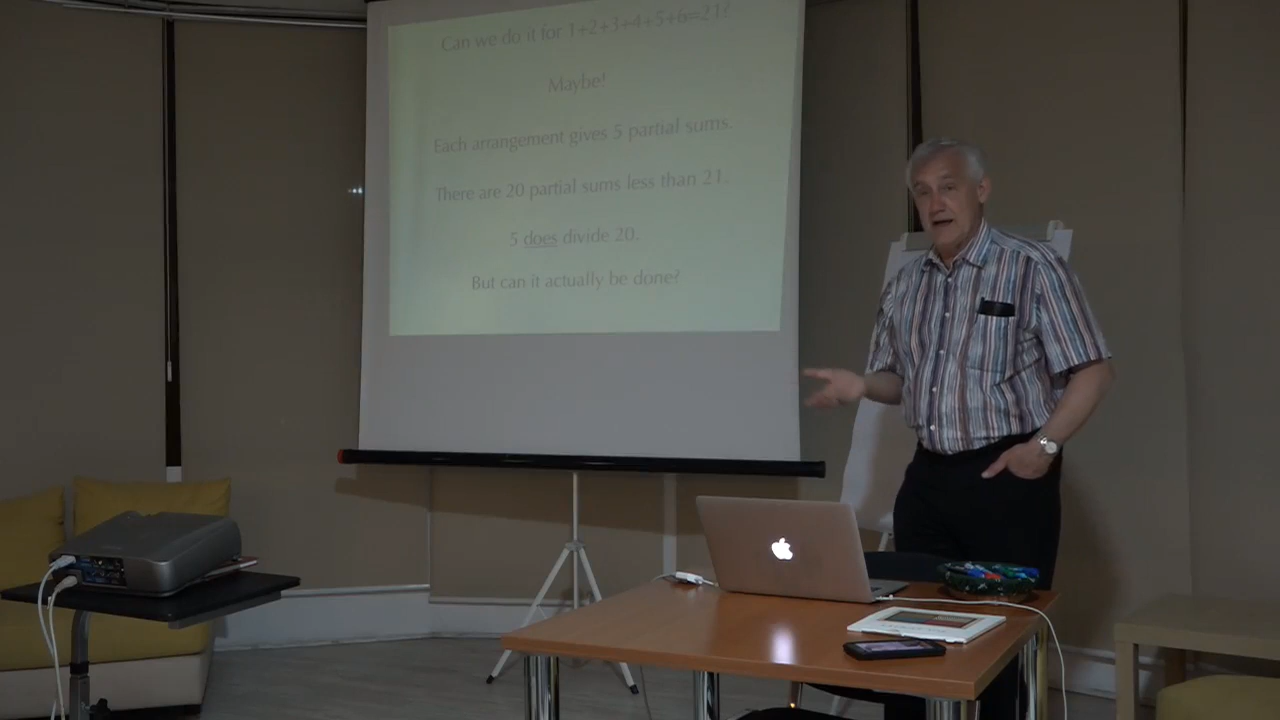 Can we do it for 1+2+3+4+5+6=21?
Maybe!
Each arrangement gives 5 partial sums.
There are 20 partial sums less than 21.
5 does divide 20.
But can it actually be done?